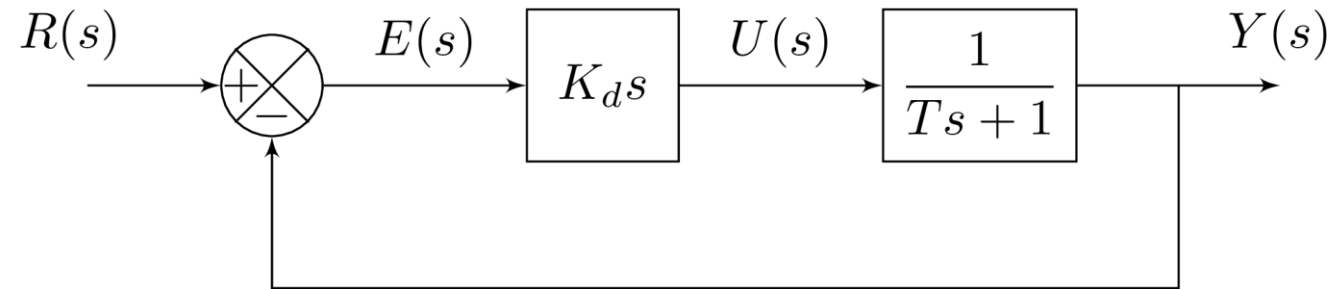 R(s)
E(s)
U(s)
Y(s)
+
−
K_d s
1
Ts + 1